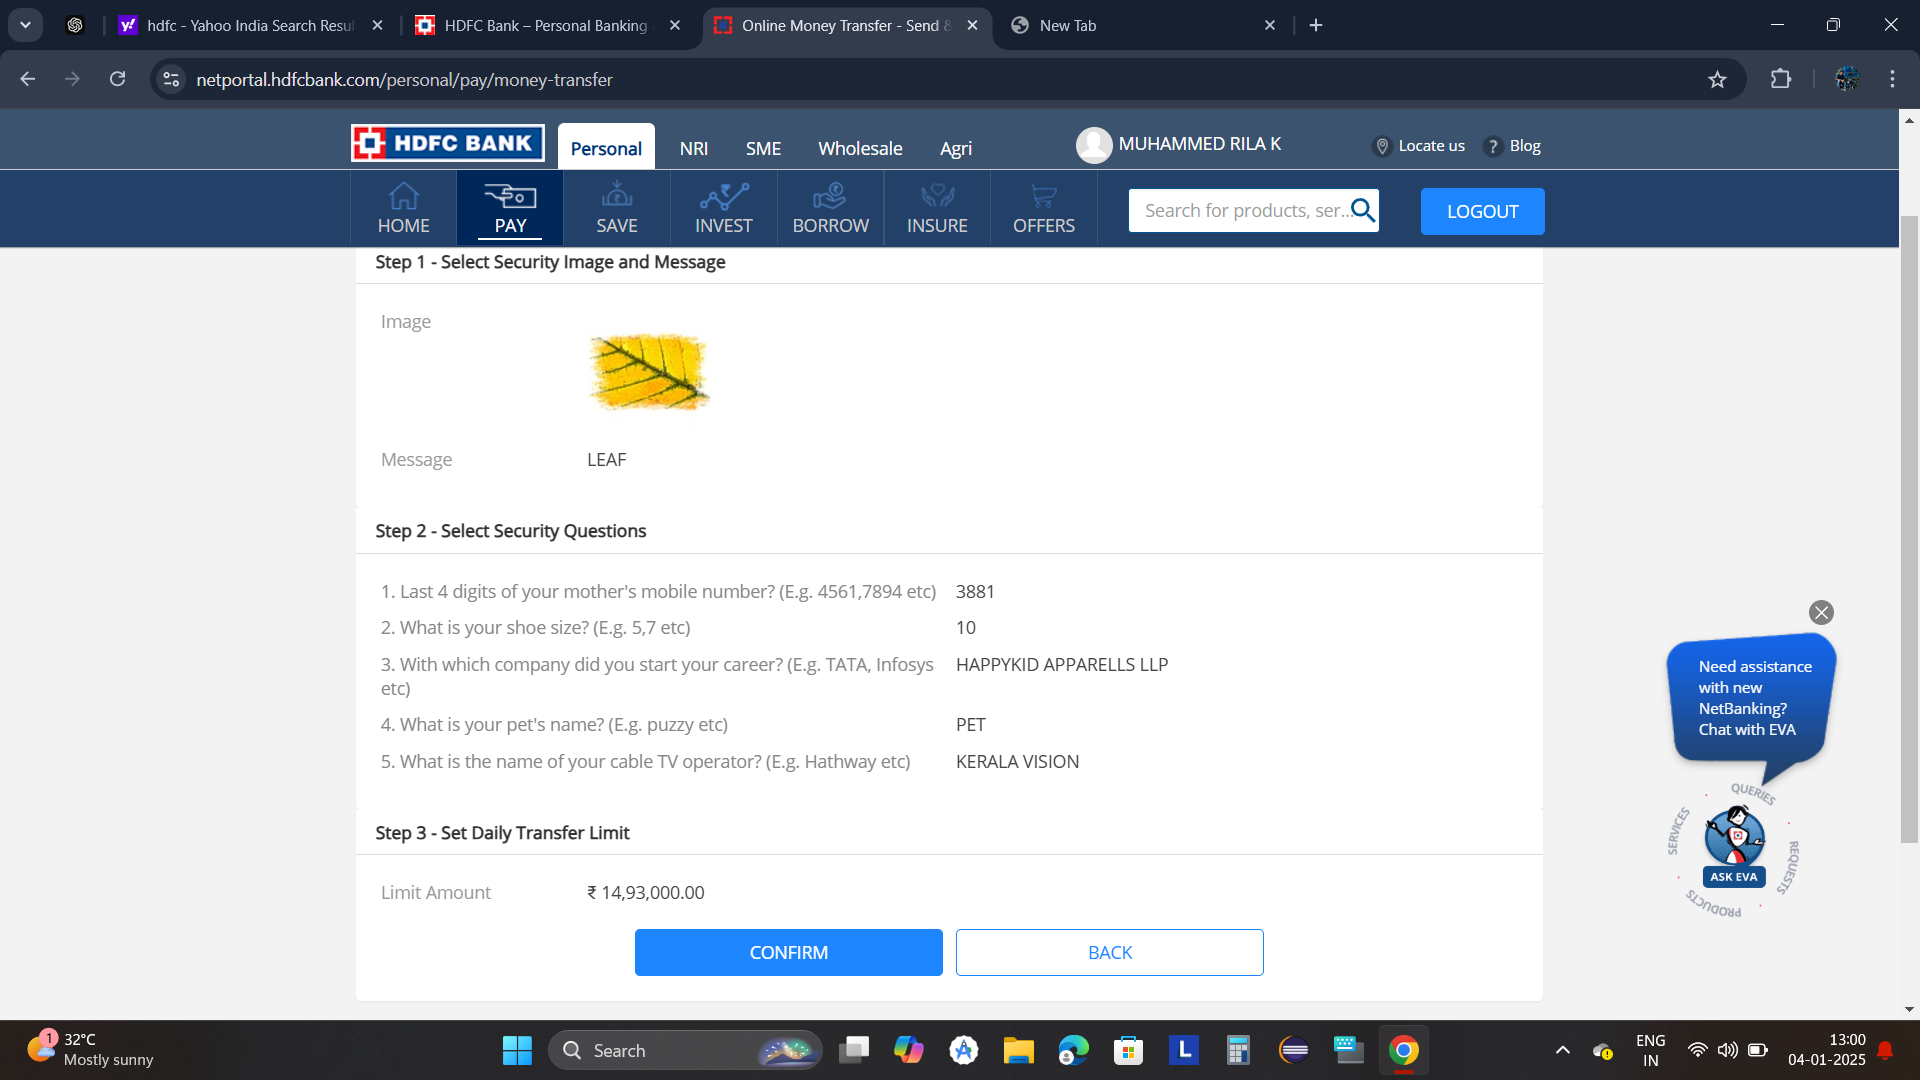 hdfc - Yahoo India Search Resul
HDFC Bank – Personal Banking
Online Money Transfer - Send &
New Tab
netportal.hdfcbank.com/personal/pay/money-transfer
HDFC BANK
Personal
NRI
SME
Wholesale
Agri
MUHAMMED RILA K
Locate us
? Blog
HOME
PAY
SAVE
INVEST
BORROW
INSURE
OFFERS
Search for products, ser...
LOGOUT
Step 1 - Select Security Image and Message
Image
Message LEAF
Step 2 - Select Security Questions
1. Last 4 digits of your mother's mobile number? (E.g. 4561,7894 etc) 3881
2. What is your shoe size? (E.g. 5,7 etc) 10
3. With which company did you start your career? (E.g. TATA, Infosys HAPPYKID APPARELLS LLP
etc)
4. What is your pet's name? (E.g. puzzy etc) PET
5. What is the name of your cable TV operator? (E.g. Hathway etc) KERALA VISION
Step 3 - Set Daily Transfer Limit
Limit Amount ₹ 14,93,000.00
CONFIRM
BACK
Need assistance
with new
NetBanking?
Chat with EVA
QUERIES
SERVICES
REQUESTS
PRODUCTS
ASK EVA
1
32°C
Mostly sunny
Search
L
ENG
IN
13:00
04-01-2025